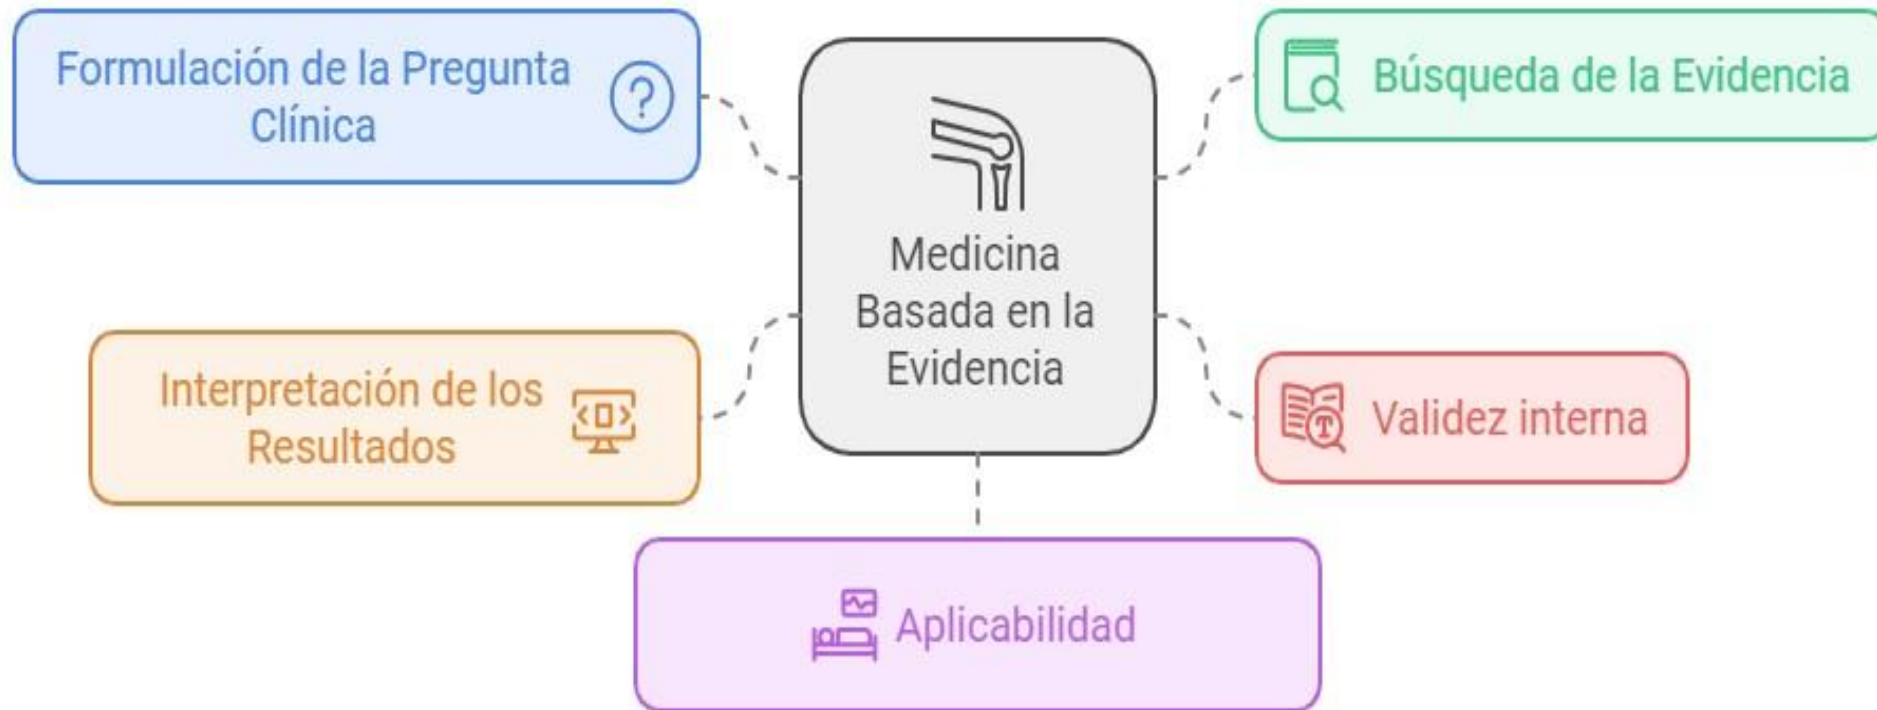 Formulación de la Pregunta
Clínica
Búsqueda de la Evidencia
Medicina
Basada en la
Evidencia
Interpretación de los
Resultados
Validez interna
Aplicabilidad